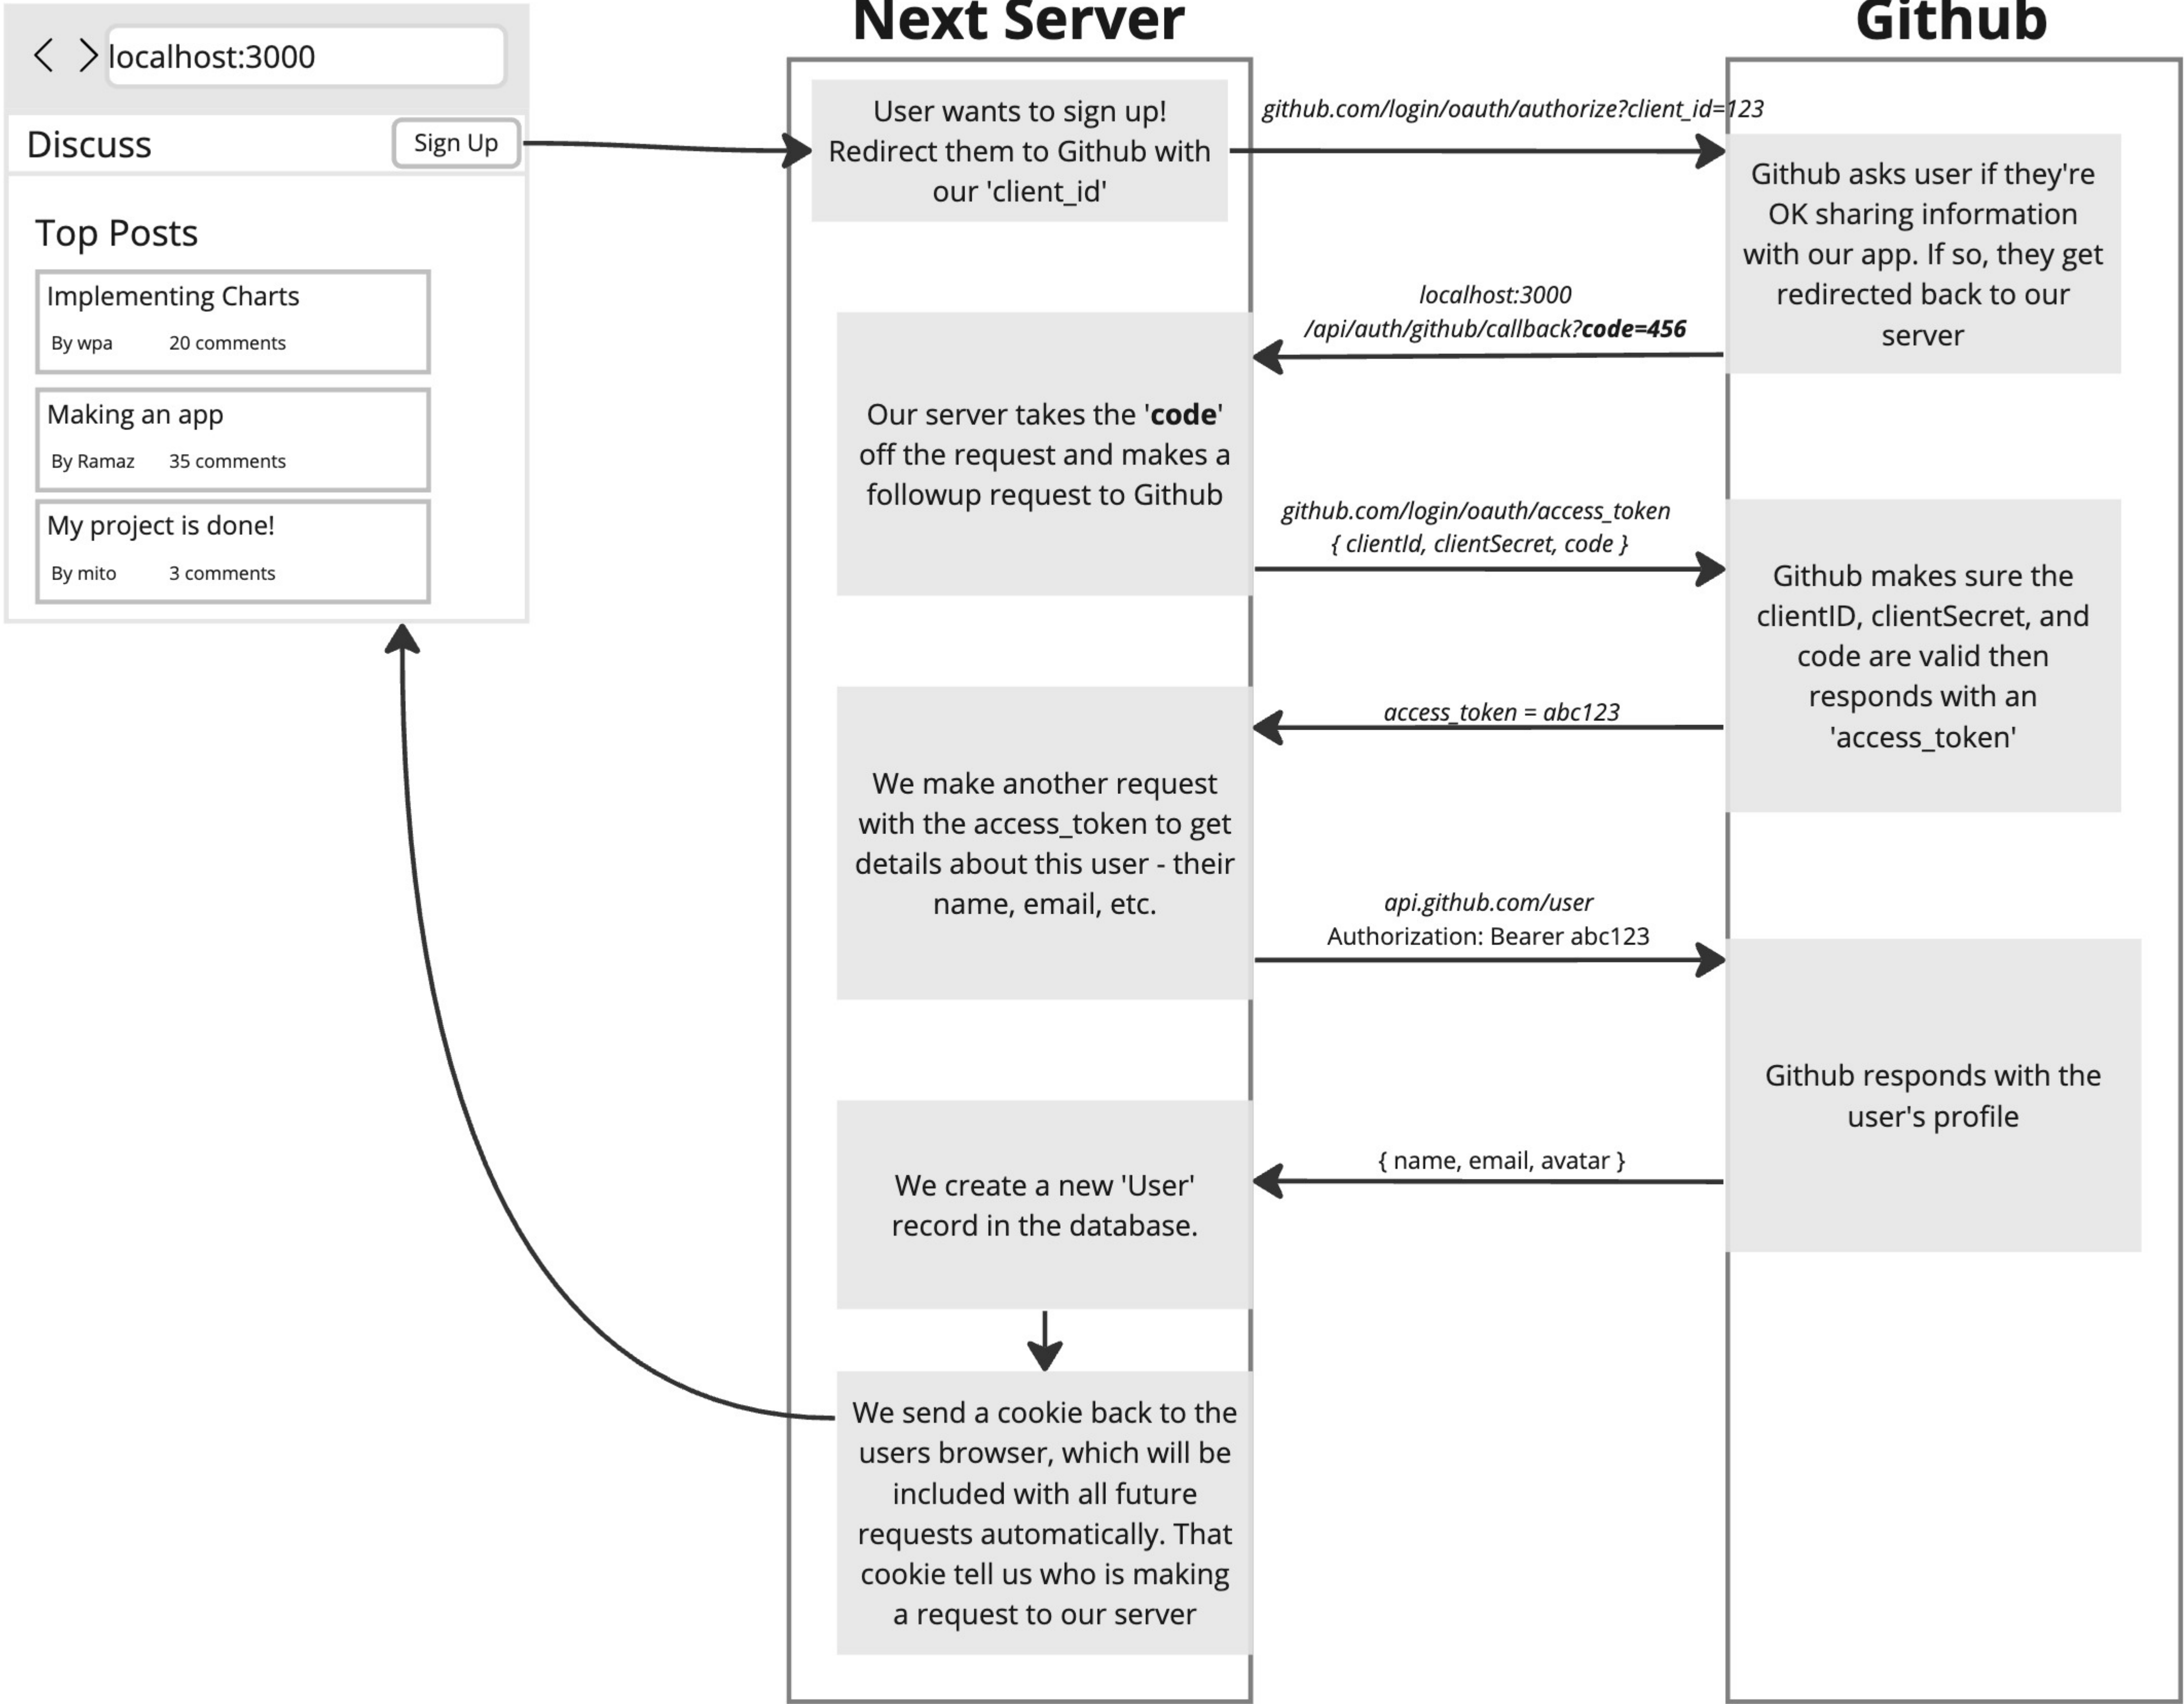 Next Server
Github
localhost:3000
Discuss
Sign Up
Top Posts
Implementing Charts
By wpa 20 comments
Making an app
By Ramaz 35 comments
My project is done!
By mito 3 comments
User wants to sign up!
Redirect them to Github with
our 'client_id'
github.com/login/oauth/authorize?client_id=123
Github asks user if they're
OK sharing information
with our app. If so, they get
redirected back to our
server
localhost:3000
/api/auth/github/callback?code=456
Our server takes the 'code'
off the request and makes a
followup request to Github
github.com/login/oauth/access_token
{ clientId, clientSecret, code }
Github makes sure the
clientID, clientSecret, and
code are valid then
responds with an
'access_token'
access_token = abc123
We make another request
with the access_token to get
details about this user - their
name, email, etc.
api.github.com/user
Authorization: Bearer abc123
Github responds with the
user's profile
{ name, email, avatar }
We create a new 'User'
record in the database.
We send a cookie back to the
users browser, which will be
included with all future
requests automatically. That
cookie tell us who is making
a request to our server